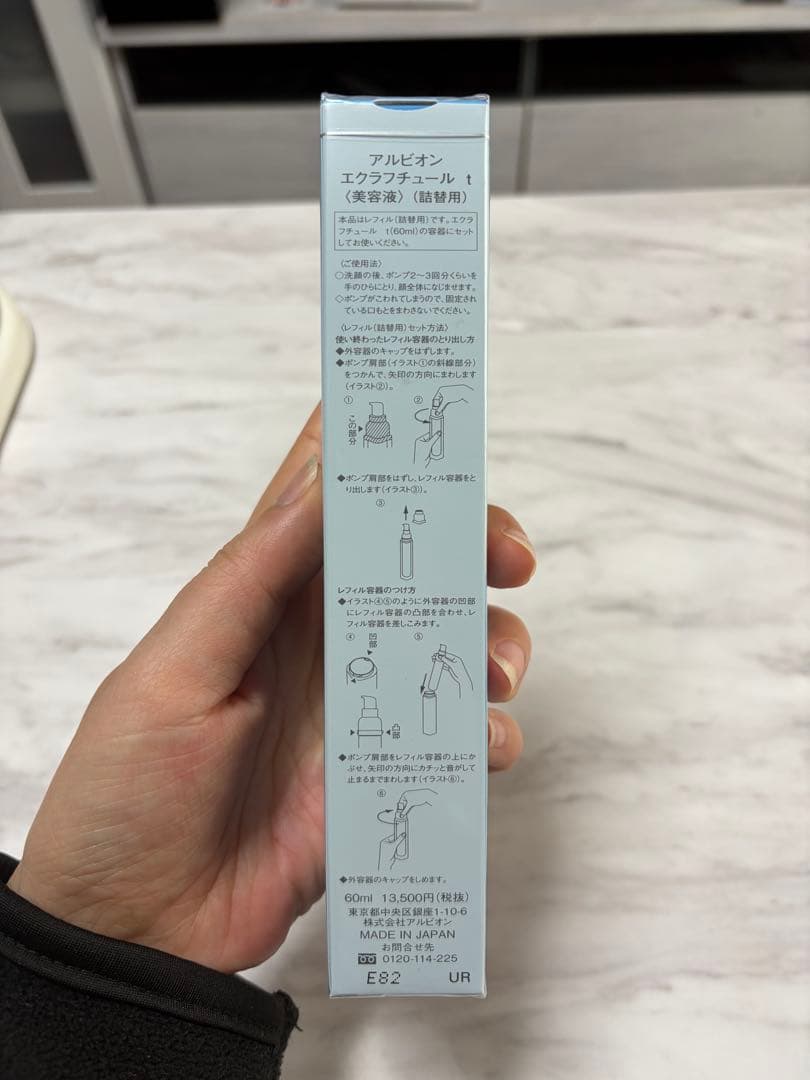 アルビオン
エクラフチュール t
〈美容液〉(詰替用)
本品はレフィル(詰替用)です。エクラ
フチュール t(60ml)の容器にセット
してお使いください。
〈ご使用法〉
○洗顔の後、ポンプ2〜3回分くらいを
手のひらにとり、顔全体になじませます。
◇ポンプがこわれてしまうので、固定され
ている口もとをまわさないでください。
〈レフィル(詰替用)セット方法〉
使い終わったレフィル容器のとり出し方
◆外容器のキャップをはずします。
◆ポンプ肩部(イラスト①の斜線部分)
をつかんで、矢印の方向にまわします
(イラスト②)。
① ②
この部分
◆ポンプ肩部をはずし、レフィル容器をと
り出します(イラスト③)。
③
レフィル容器のつけ方
◆イラスト④⑤のように外容器の凹部
にレフィル容器の凸部を合わせ、レ
フィル容器を差しこみます。
④ 凹部 ⑤
凸部
◆ポンプ肩部をレフィル容器の上にか
ぶせ、矢印の方向にカチッと音がして
止まるまでまわします(イラスト⑥)。
⑥
◆外容器のキャップをしめます。
60ml 13,500円(税抜)
東京都中央区銀座1-10-6
株式会社アルビオン
MADE IN JAPAN
お問合せ先
0120-114-225
E82 UR